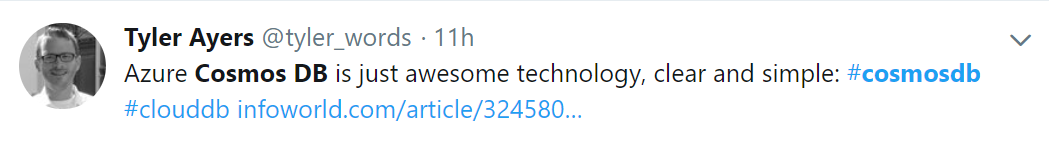 Tyler Ayers @tyler_words · 11h
Azure Cosmos DB is just awesome technology, clear and simple: #cosmosdb
#clouddb infoworld.com/article/324580...